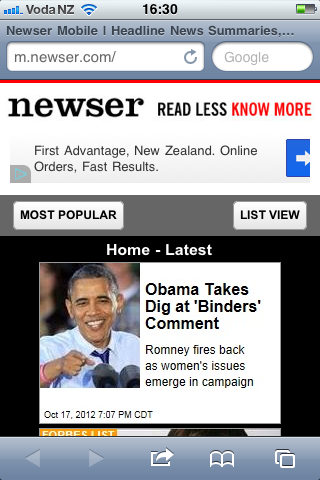 VodaNZ 16:30
Newser Mobile | Headline News Summaries,...
m.newser.com/ Google
newser READ LESS KNOW MORE
First Advantage, New Zealand. Online
Orders, Fast Results.
MOST POPULAR LIST VIEW
Home - Latest
Obama Takes
Dig at 'Binders'
Comment
Romney fires back
as women's issues
emerge in campaign
Oct 17, 2012 7:07 PM CDT
FORBES LIST